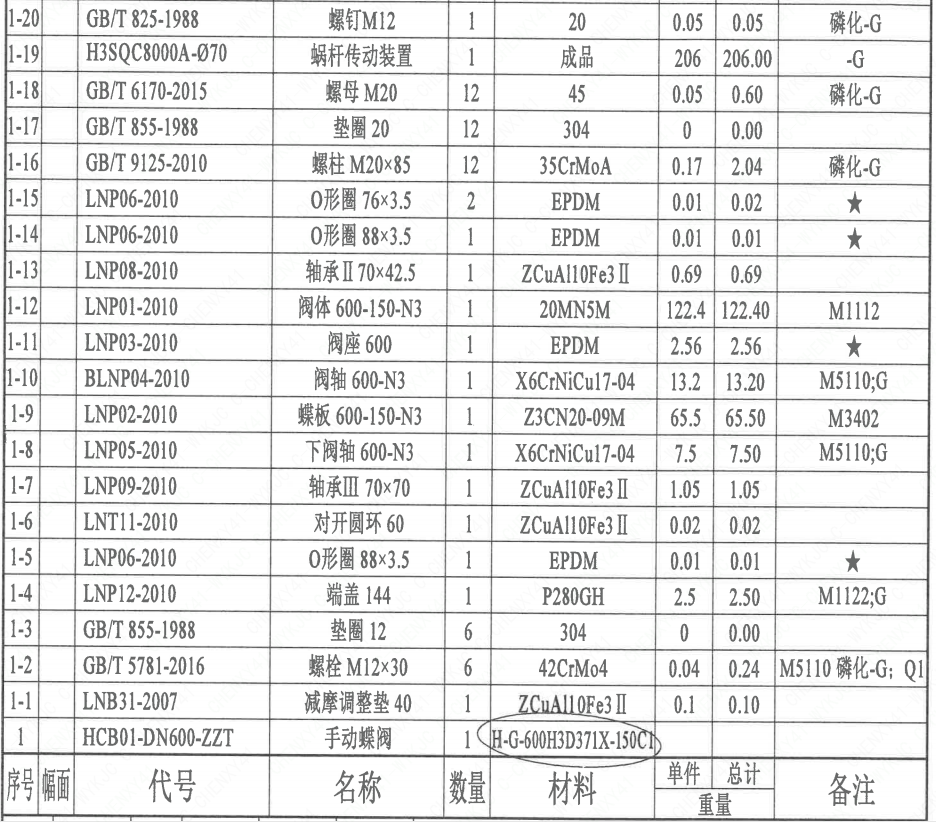 1-20 GB/T 825-1988 螺钉M12 1 20 0.05 0.05 磷化-G
1-19 H3SQC8000A-Ø70 蜗杆传动装置 1 成品 206 206.00 -G
1-18 GB/T 6170-2015 螺母 M20 12 45 0.05 0.60 磷化-G
1-17 GB/T 855-1988 垫圈 20 12 304 0 0.00
1-16 GB/T 9125-2010 螺柱 M20×85 12 35CrMoA 0.17 2.04 磷化-G
1-15 LNP06-2010 O形圈 76×3.5 2 EPDM 0.01 0.02 ★
1-14 LNP06-2010 O形圈 88×3.5 1 EPDM 0.01 0.01 ★
1-13 LNP08-2010 轴承Ⅱ70×42.5 1 ZCuAl10Fe3Ⅱ 0.69 0.69
1-12 LNP01-2010 阀体 600-150-N3 1 20MN5M 122.4 122.40 M1112
1-11 LNP03-2010 阀座 600 1 EPDM 2.56 2.56 ★
1-10 BLNP04-2010 阀轴 600-N3 1 X6CrNiCu17-04 13.2 13.20 M5110;G
1-9 LNP02-2010 蝶板 600-150-N3 1 Z3CN20-09M 65.5 65.50 M3402
1-8 LNP05-2010 下阀轴 600-N3 1 X6CrNiCu17-04 7.5 7.50 M5110;G
1-7 LNP09-2010 轴承Ⅲ 70×70 1 ZCuAl10Fe3Ⅱ 1.05 1.05
1-6 LNT11-2010 对开圆环 60 1 ZCuAl10Fe3Ⅱ 0.02 0.02
1-5 LNP06-2010 O形圈 88×3.5 1 EPDM 0.01 0.01 ★
1-4 LNP12-2010 端盖 144 1 P280GH 2.5 2.50 M1122;G
1-3 GB/T 855-1988 垫圈 12 6 304 0 0.00
1-2 GB/T 5781-2016 螺栓 M12×30 6 42CrMo4 0.04 0.24 M5110 磷化-G；Q1
1-1 LNB31-2007 减摩调整垫 40 1 ZCuAl10Fe3Ⅱ 0.1 0.10
1 HCB01-DN600-ZZT 手动蝶阀 1 H-G-600H3D371X-150C1
序号 幅面 代号 名称 数量 材料 单件 总计 备注
重量